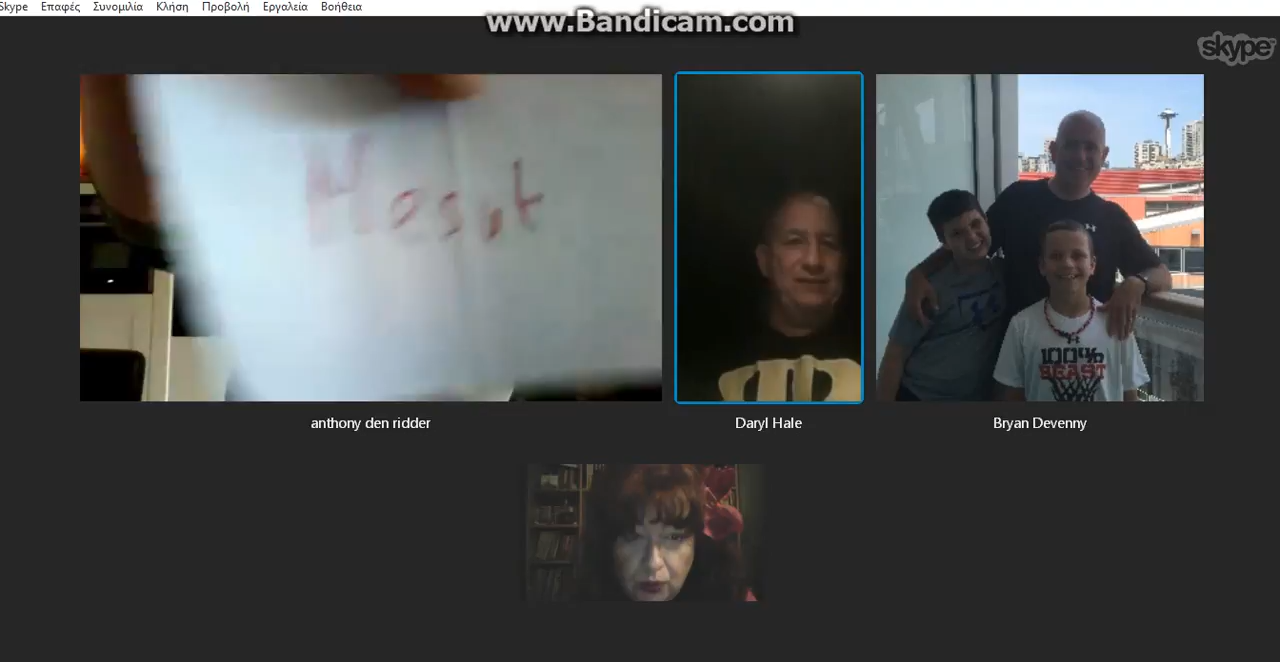 Skype Επαφές Συνομιλία Κλήση Προβολή Εργαλεία Βοήθεια
www.Bandicam.com
skype
anthony den ridder
Daryl Hale
Bryan Devenny
100%
BEAST